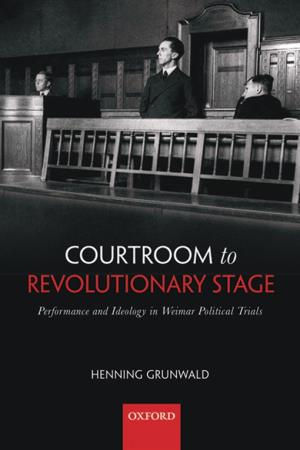 COURTROOM to
REVOLUTIONARY STAGE
Performance and Ideology in Weimar Political Trials
HENNING GRUNWALD
OXFORD